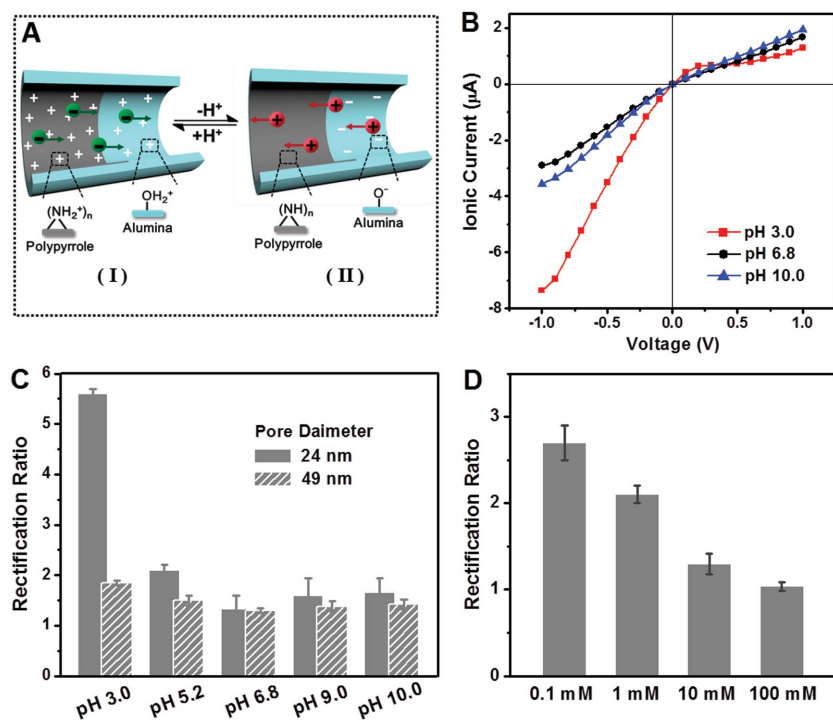 A
-H+
+H+
(NH2+)n
OH2+
Polypyrrole
Alumina
(NH)n
O-
Polypyrrole
Alumina
( I )
( II )
B
Ionic Current (μA)
2
0
-2
-4
-6
-8
-1.0
-0.5
0.0
0.5
1.0
Voltage (V)
pH 3.0
pH 6.8
pH 10.0
C
Rectification Ratio
6
5
4
3
2
1
0
Pore Daimeter
24 nm
49 nm
pH 3.0
pH 5.2
pH 6.8
pH 9.0
pH 10.0
D
Rectification Ratio
3
2
1
0
0.1 mM
1 mM
10 mM
100 mM